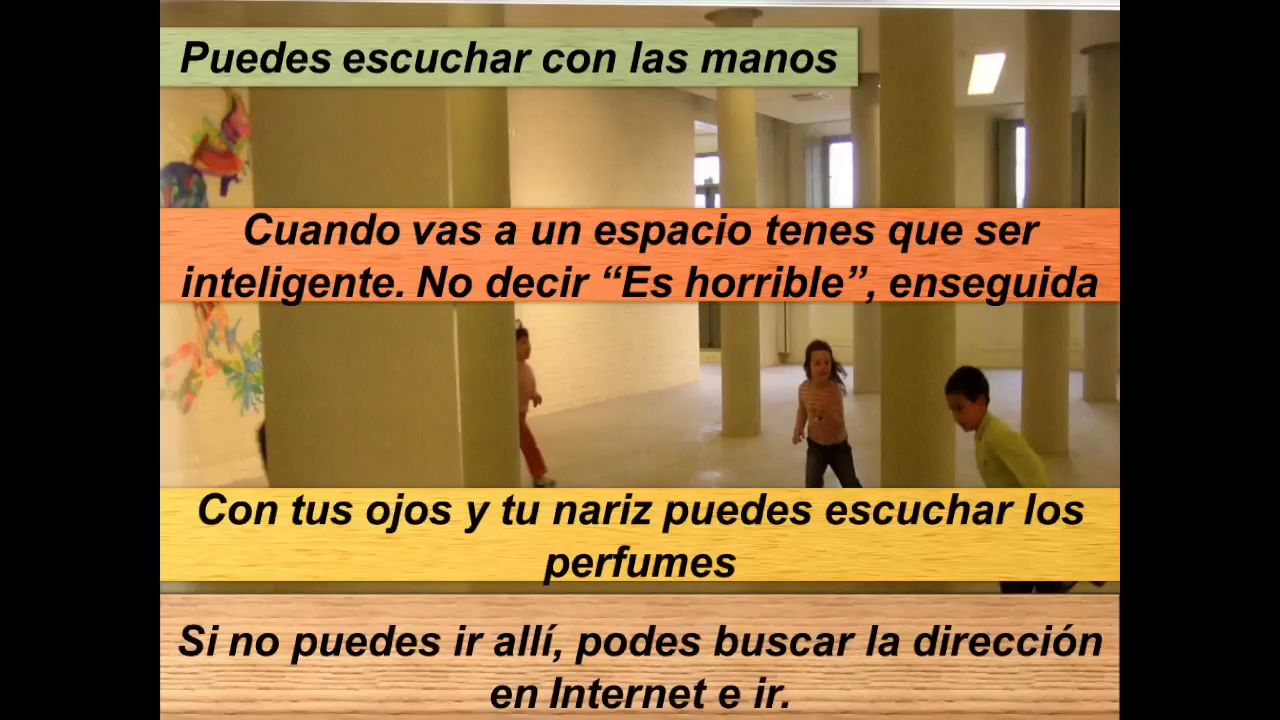 Puedes escuchar con las manos
Cuando vas a un espacio tenes que ser
inteligente. No decir “Es horrible”, enseguida
Con tus ojos y tu nariz puedes escuchar los
perfumes
Si no puedes ir allí, podes buscar la dirección
en Internet e ir.